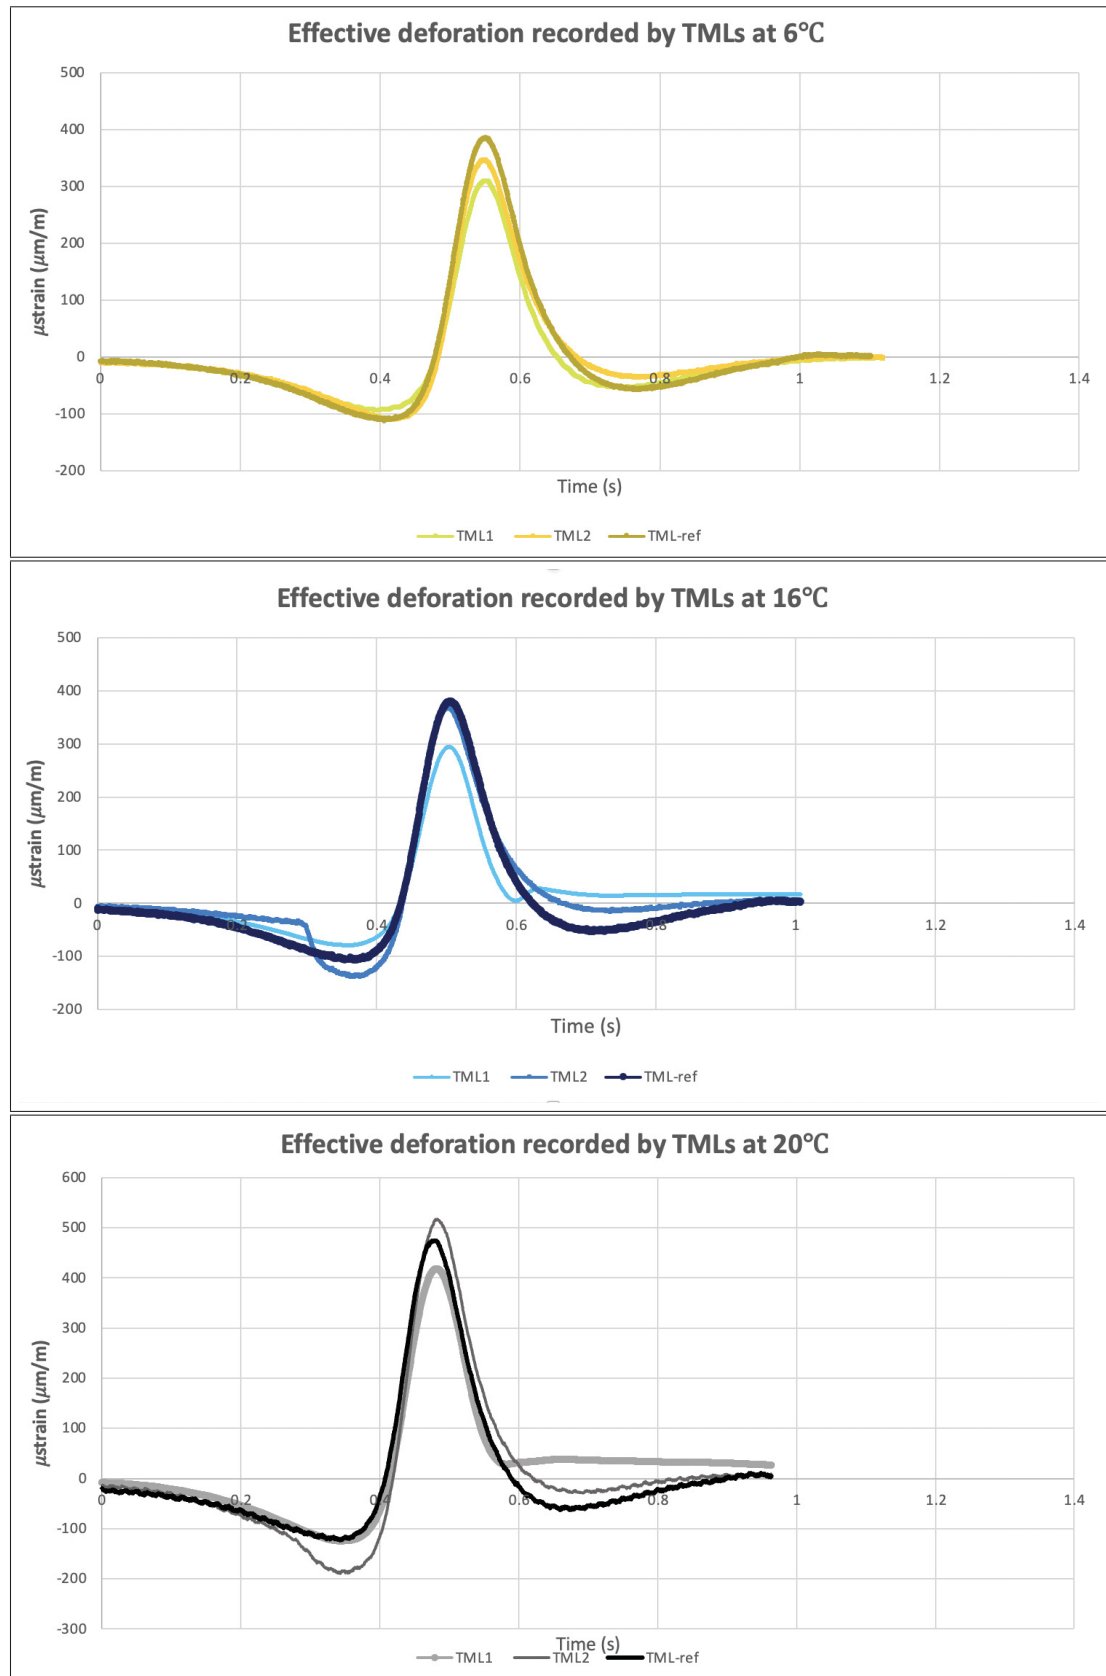 Effective deforation recorded by TMLs at 6℃
500
400
300
200
100
0
-100
-200
0 0.2 0.4 0.6 0.8 1 1.2 1.4
μstrain (μm/m)
Time (s)
TML1 TML2 TML-ref
Effective deforation recorded by TMLs at 16℃
500
400
300
200
100
0
-100
-200
0 0.2 0.4 0.6 0.8 1 1.2 1.4
μstrain (μm/m)
Time (s)
TML1 TML2 TML-ref
Effective deforation recorded by TMLs at 20℃
600
500
400
300
200
100
0
-100
-200
-300
0 0.2 0.4 0.6 0.8 1 1.2 1.4
μstrain (μm/m)
Time (s)
TML1 TML2 TML-ref